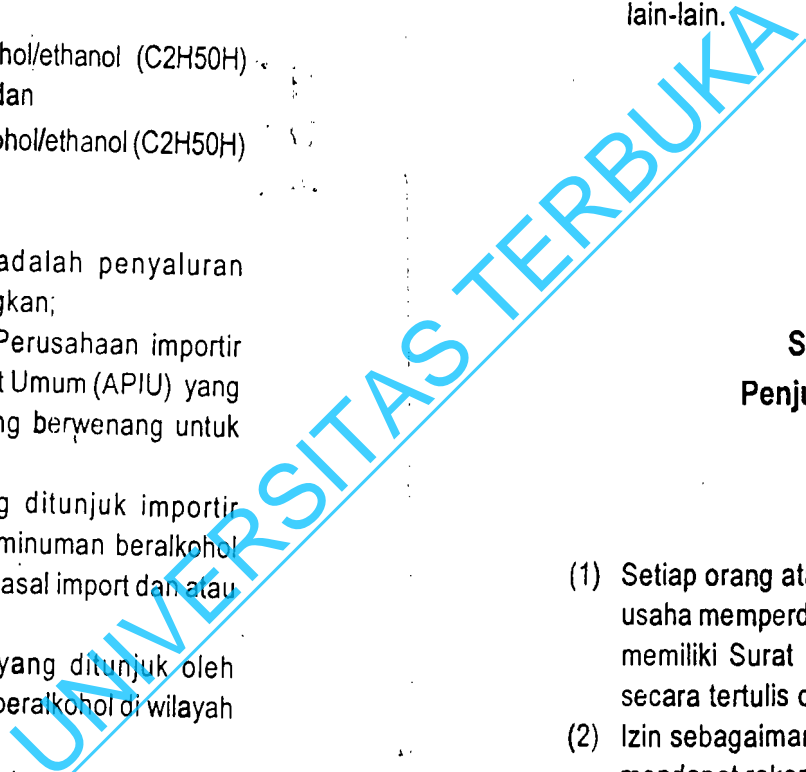 hol/ethanol (C2H50H)
dan
ohol/ethanol (C2H50H)
adalah penyaluran
gkan;
Perusahaan importir
t Umum (APIU) yang
ng berwenang untuk
g ditunjuk importir
minuman beralkohol
asal import dan atau
yang ditunjuk oleh
beralkohol di wilayah
lain-lain.
S
Penju
(1) Setiap orang ata
usaha memperd
memiliki Surat
secara tertulis
(2) Izin sebagaimar
UNIVERSITAS TERBUKA